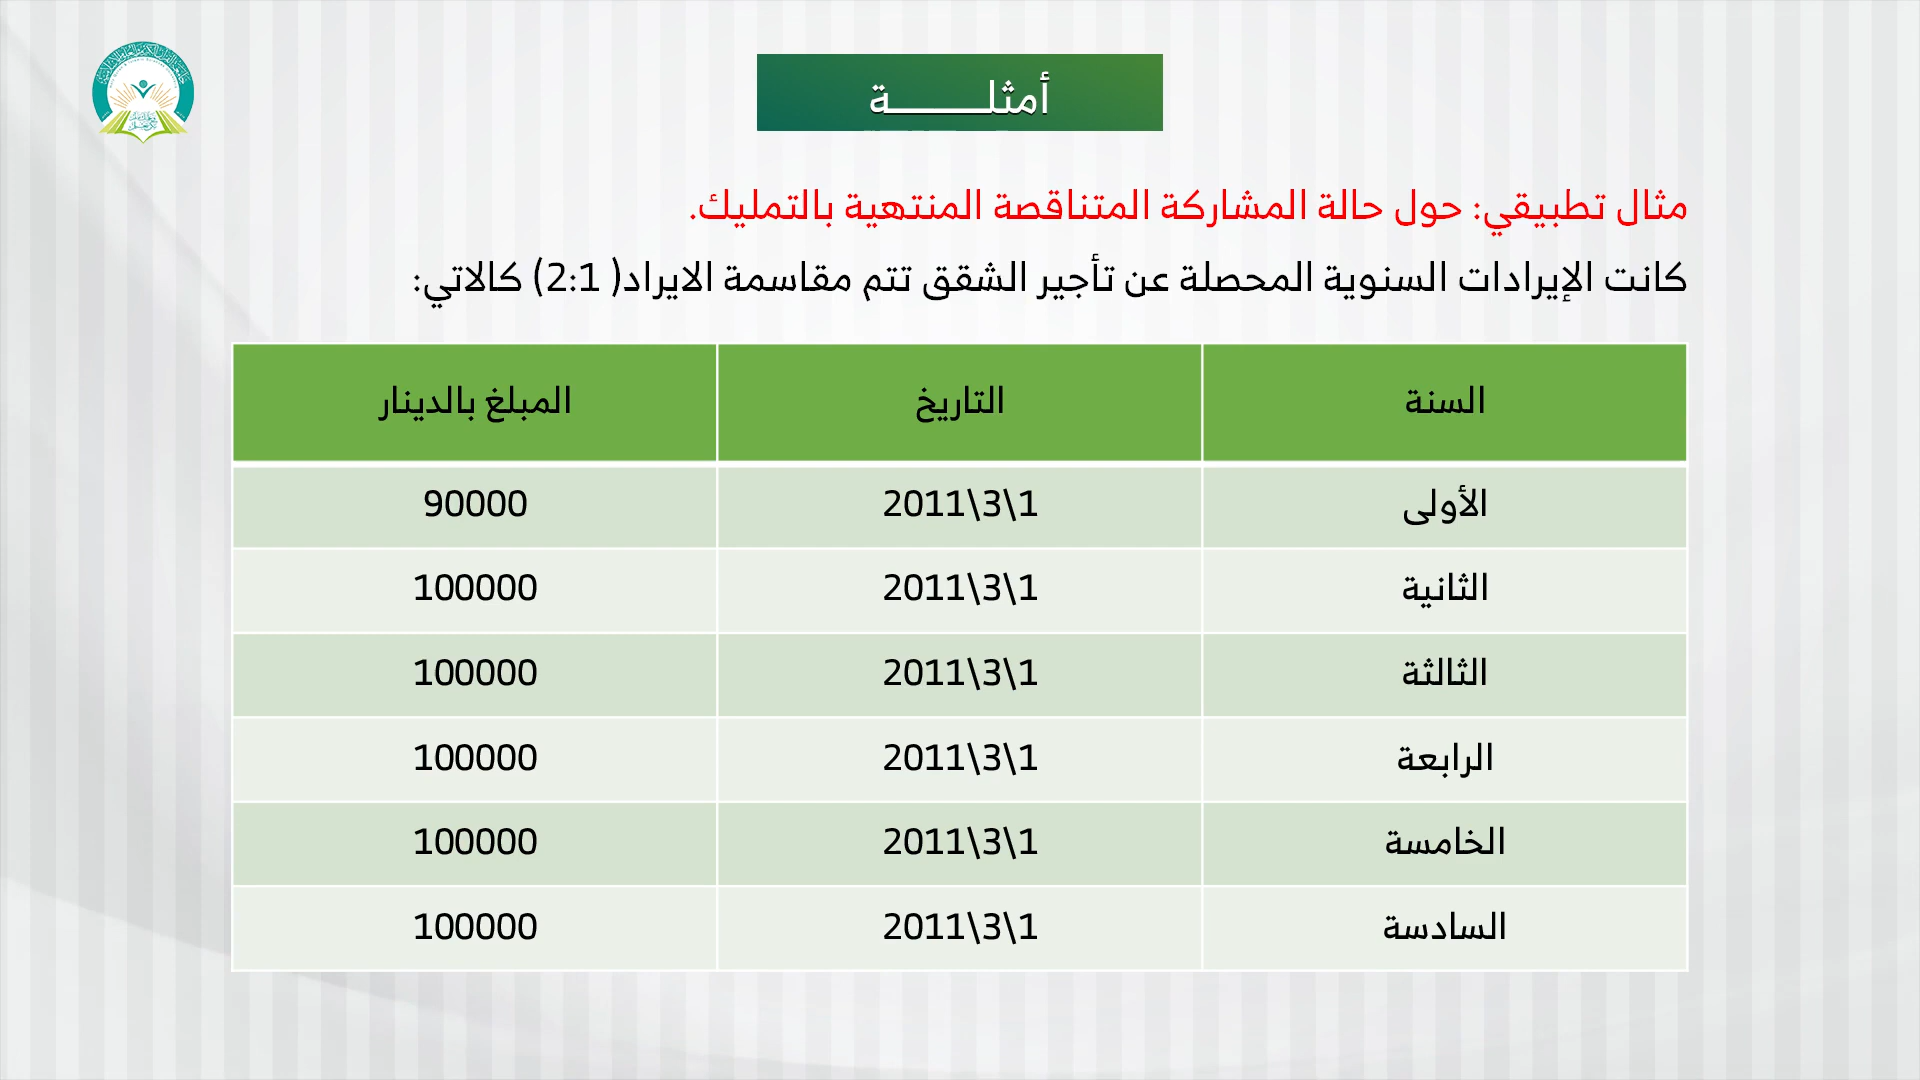 أمثلـــــــــــة
مثال تطبيقي: حول حالة المشاركة المتناقصة المنتهية بالتمليك.
كانت الإيرادات السنوية المحصلة عن تأجير الشقق تتم مقاسمة الايراد( 2:1) كالاتي:
السنة التاريخ المبلغ بالدينار
الأولى 1\3\2011 90000
الثانية 1\3\2011 100000
الثالثة 1\3\2011 100000
الرابعة 1\3\2011 100000
الخامسة 1\3\2011 100000
السادسة 1\3\2011 100000